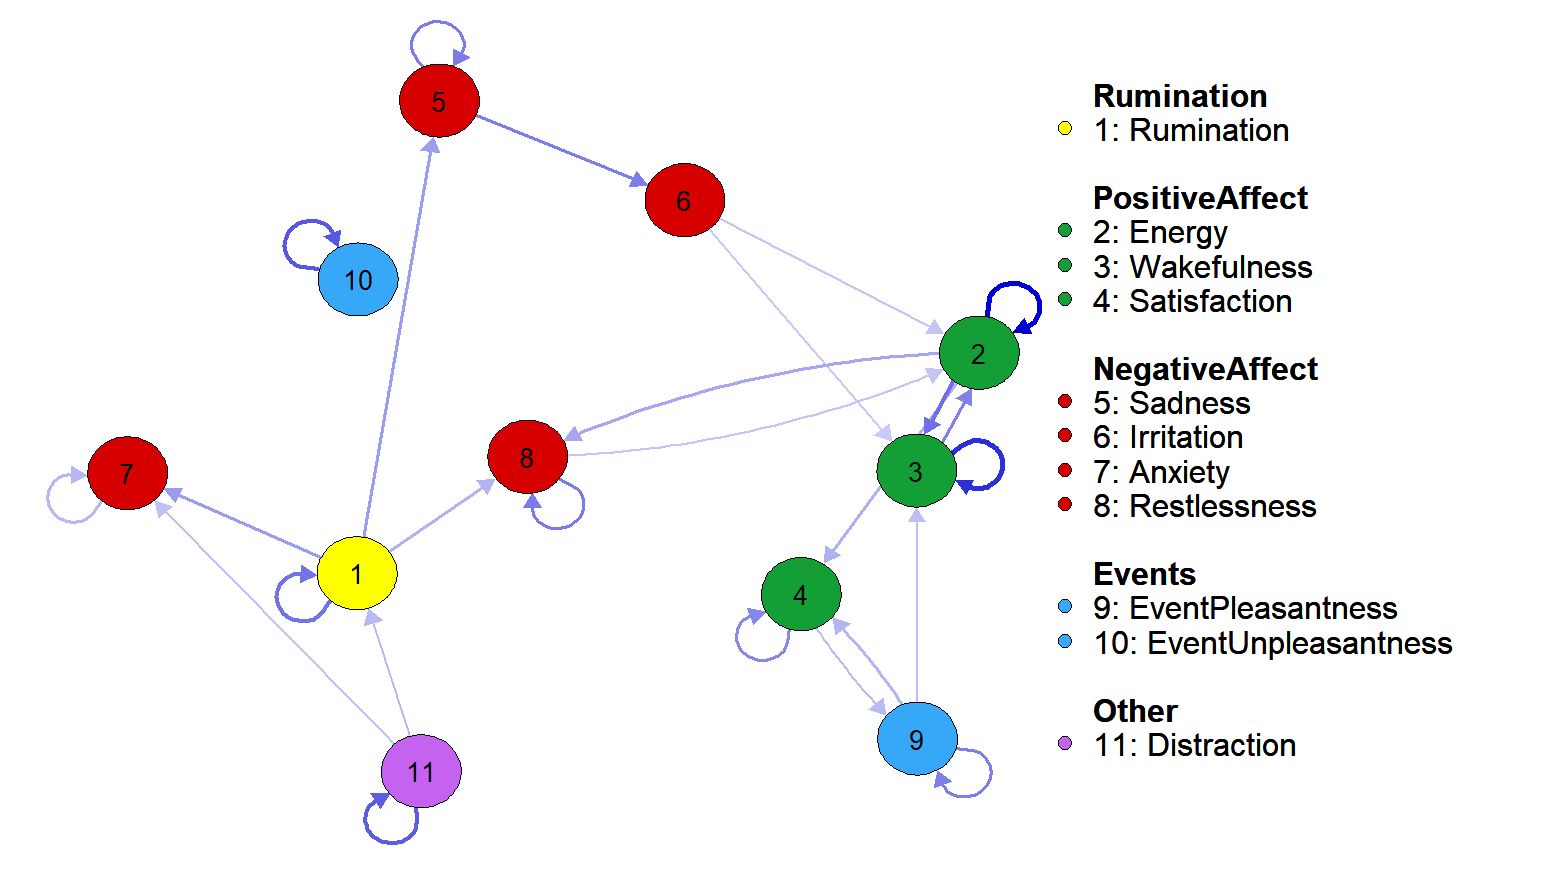 5
6
10
2
8
3
7
1
4
9
11
Rumination
1: Rumination
PositiveAffect
2: Energy
3: Wakefulness
4: Satisfaction
NegativeAffect
5: Sadness
6: Irritation
7: Anxiety
8: Restlessness
Events
9: EventPleasantness
10: EventUnpleasantness
Other
11: Distraction